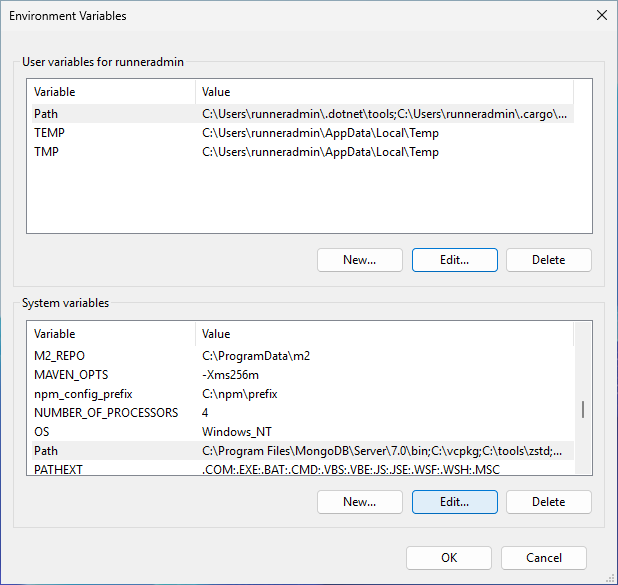 Environment Variables
User variables for runneradmin
Variable Value
Path C:\Users\runneradmin\.dotnet\tools;C:\Users\runneradmin\.cargo\...
TEMP C:\Users\runneradmin\AppData\Local\Temp
TMP C:\Users\runneradmin\AppData\Local\Temp
New... Edit... Delete
System variables
Variable Value
M2_REPO C:\ProgramData\m2
MAVEN_OPTS -Xms256m
npm_config_prefix C:\npm\prefix
NUMBER_OF_PROCESSORS 4
OS Windows_NT
Path C:\Program Files\MongoDB\Server\7.0\bin;C:\vcpkg;C:\tools\zstd;...
PATHEXT .COM;.EXE;.BAT;.CMD;.VBS;.VBE;.JS;.JSE;.WSF;.WSH;.MSC
New... Edit... Delete
OK Cancel